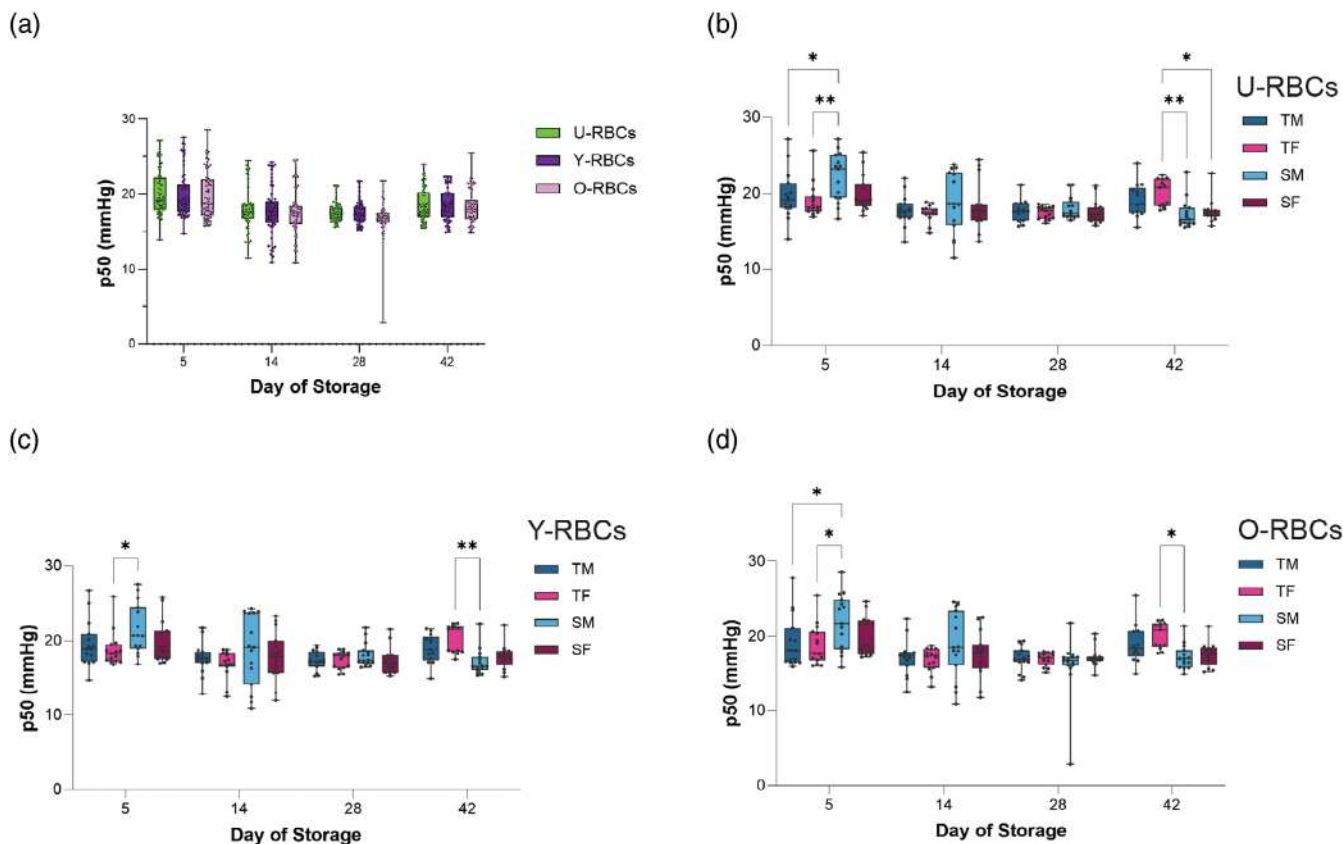 (a)
p50 (mmHg)
30
20
10
0
5 14 28 42
Day of Storage
U-RBCs
Y-RBCs
O-RBCs
(b)
p50 (mmHg)
30
20
10
0
* ** ** *
5 14 42 28
Day of Storage
U-RBCs
TM
TF
SM
SF
(c)
p50 (mmHg)
30
20
10
0
* **
5 14 28 42
Day of Storage
Y-RBCs
TM
TF
SM
SF
(d)
p50 (mmHg)
30
20
10
0
* * *
5 14 28 42
Day of Storage
O-RBCs
TM
TF
SM
SF